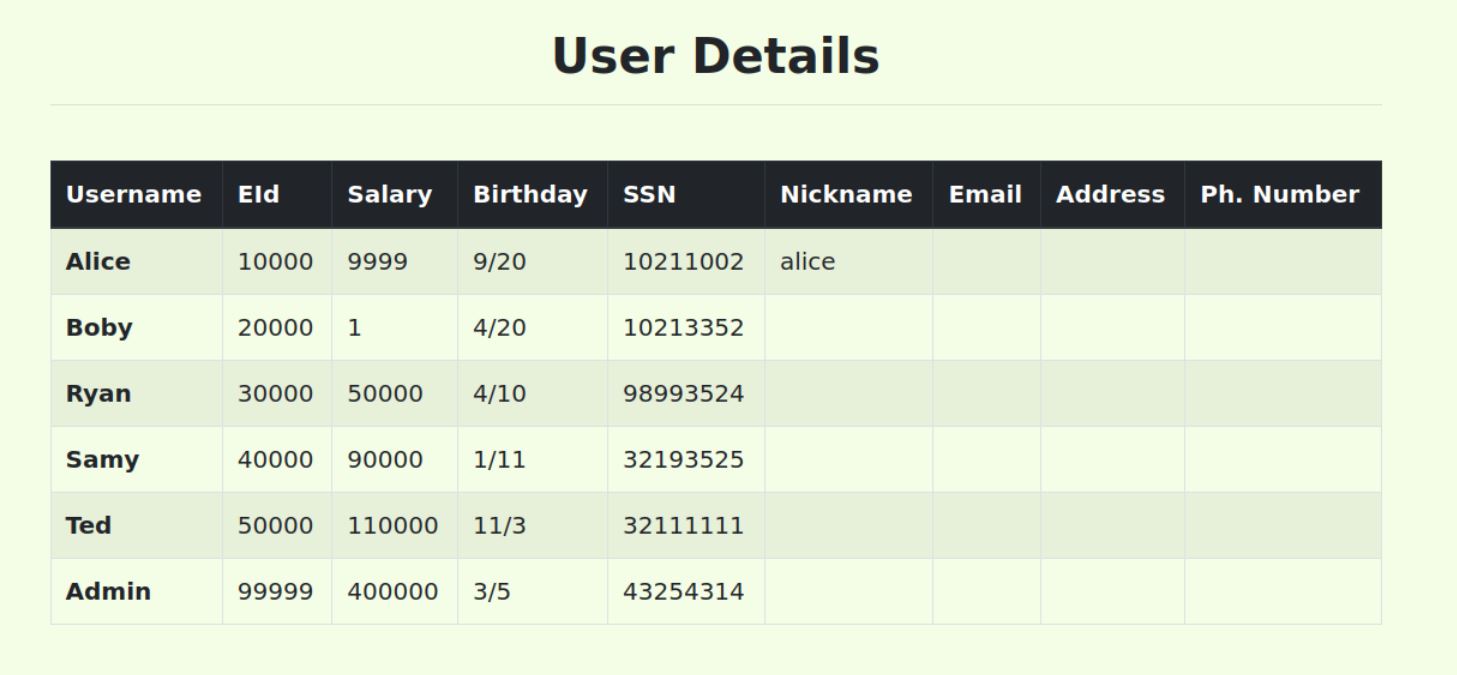 User Details
Username EId Salary Birthday SSN Nickname Email Address Ph. Number
Alice 10000 9999 9/20 10211002 alice
Boby 20000 1 4/20 10213352
Ryan 30000 50000 4/10 98993524
Samy 40000 90000 1/11 32193525
Ted 50000 110000 11/3 32111111
Admin 99999 400000 3/5 43254314